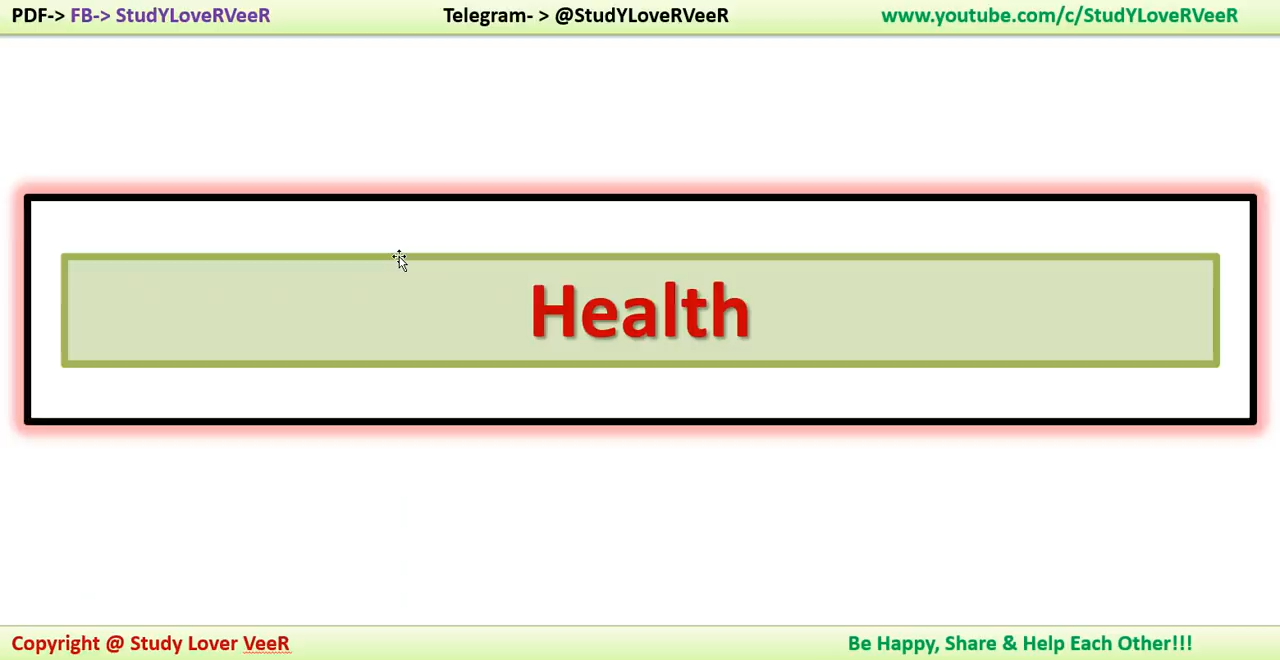 PDF-> FB-> StudYLoveRVeeR Telegram- > @StudYLoveRVeeR www.youtube.com/c/StudYLoveRVeeR
Health
Copyright @ Study Lover VeeR Be Happy, Share & Help Each Other!!!